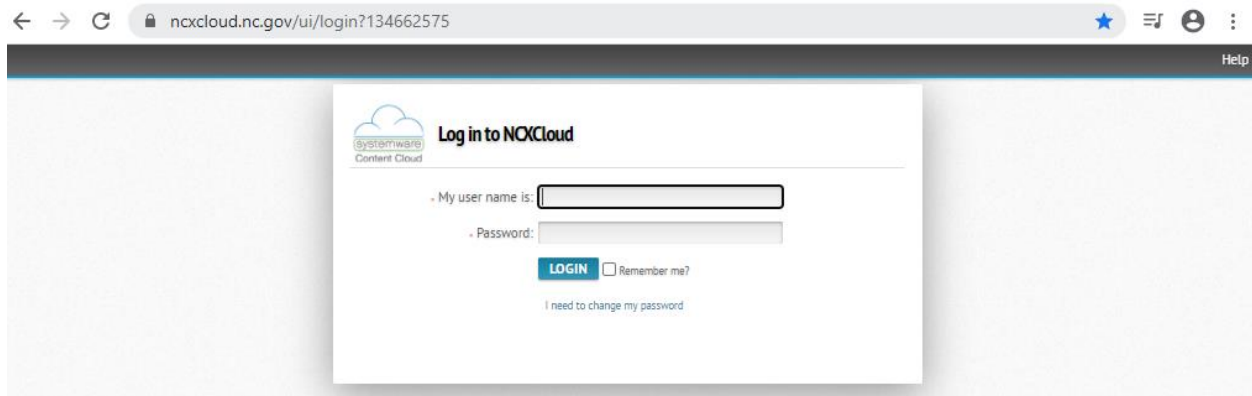 ncxcloud.nc.gov/ui/login?134662575
Help
systemware
Content Cloud
Log in to NCXCloud
My user name is:
Password:
LOGIN Remember me?
I need to change my password